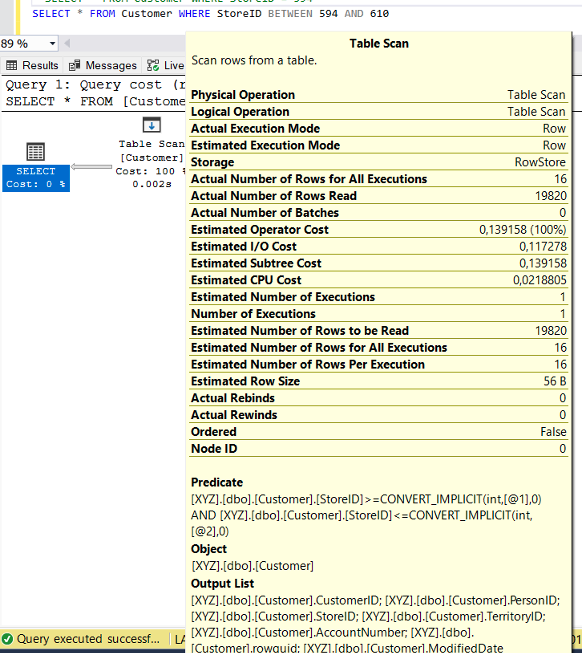 SELECT * FROM Customer WHERE StoreID BETWEEN 594 AND 610
89 %
Results Messages Live
Query 1: Query cost (r
SELECT * FROM [Custome
Table Scan
[Customer]
Cost: 100 %
0.002s
SELECT
Cost: 0 %
Table Scan
Scan rows from a table.
Physical Operation Table Scan
Logical Operation Table Scan
Actual Execution Mode Row
Estimated Execution Mode Row
Storage RowStore
Actual Number of Rows for All Executions 16
Actual Number of Rows Read 19820
Actual Number of Batches 0
Estimated Operator Cost 0,139158 (100%)
Estimated I/O Cost 0,117278
Estimated Subtree Cost 0,139158
Estimated CPU Cost 0,0218805
Estimated Number of Executions 1
Number of Executions 1
Estimated Number of Rows to be Read 19820
Estimated Number of Rows for All Executions 16
Estimated Number of Rows Per Execution 16
Estimated Row Size 56 B
Actual Rebinds 0
Actual Rewinds 0
Ordered False
Node ID 0
Predicate
[XYZ].[dbo].[Customer].[StoreID]>=CONVERT_IMPLICIT(int,[@1],0)
AND [XYZ].[dbo].[Customer].[StoreID]<=CONVERT_IMPLICIT(int,
[@2],0)
Object
[XYZ].[dbo].[Customer]
Output List
[XYZ].[dbo].[Customer].CustomerID; [XYZ].[dbo].[Customer].PersonID;
[XYZ].[dbo].[Customer].StoreID; [XYZ].[dbo].[Customer].TerritoryID;
[XYZ].[dbo].[Customer].AccountNumber; [XYZ].[dbo].
[Customer].rowguid; [XYZ].[dbo].[Customer].ModifiedDate
Query executed successf... LA